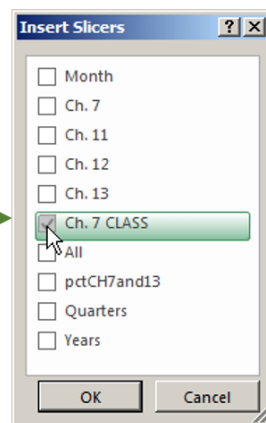 Insert Slicers
Month
Ch. 7
Ch. 11
Ch. 12
Ch. 13
Ch. 7 CLASS
All
pctCH7and13
Quarters
Years
OK Cancel